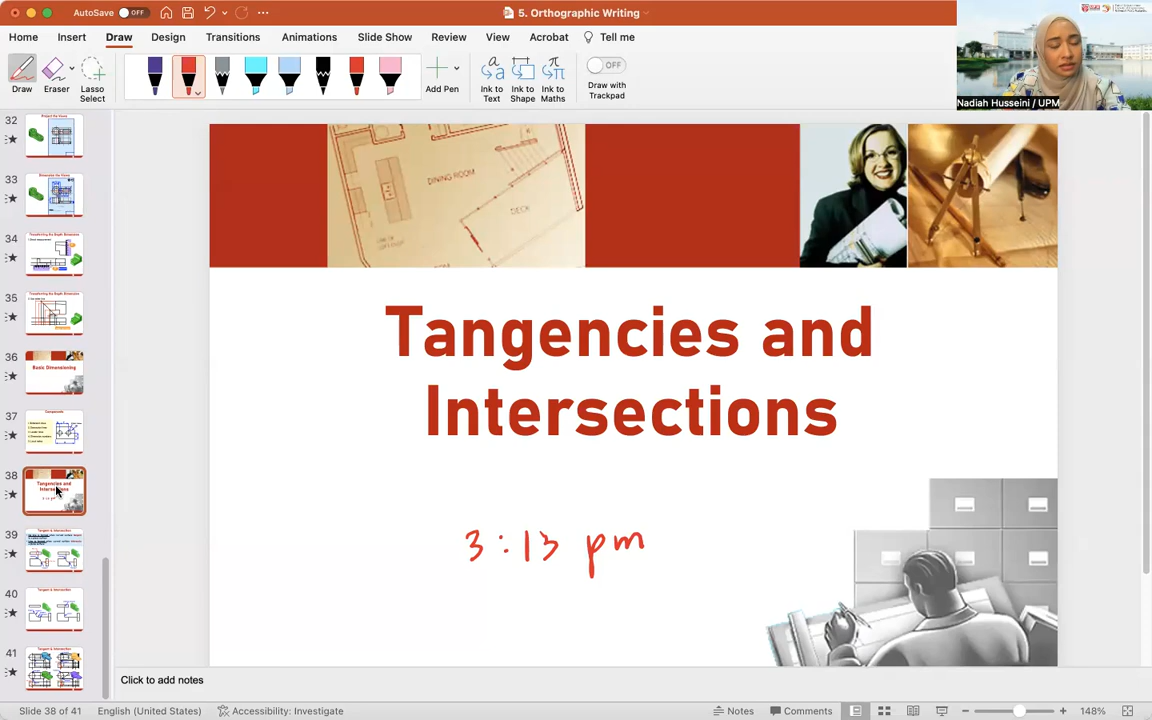 AutoSave OFF
5. Orthographic Writing
Home Insert Draw Design Transitions Animations Slide Show Review View Acrobat Tell me
Draw
Eraser
Lasso Select
Add Pen
Ink to Text
Ink to Shape
Ink to Maths
OFF
Draw with Trackpad
Nadiah Husseini / UPM
32
33
34
35
36
Basic Dimensioning
37
38
39
40
41
DINING ROOM
DECK
Tangencies and
Intersections
3:13 pm
Click to add notes
Slide 38 of 41 English (United States) Accessibility: Investigate Notes Comments 148%